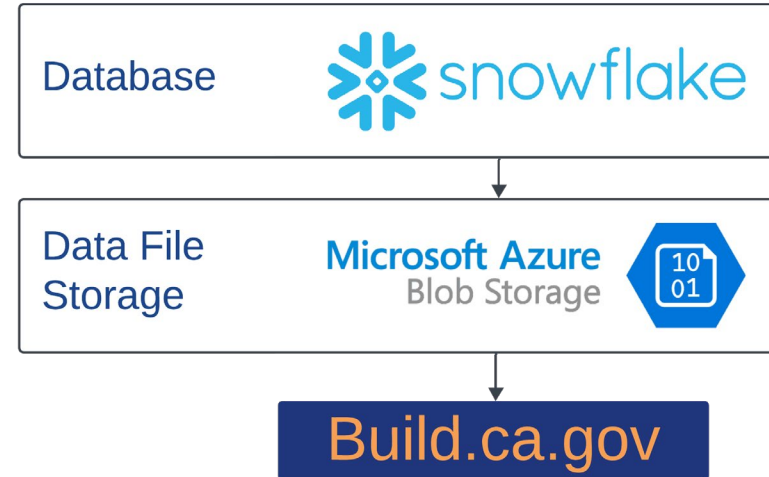 Database
snowflake
Data File
Storage
Microsoft Azure
Blob Storage
10
01
Build.ca.gov